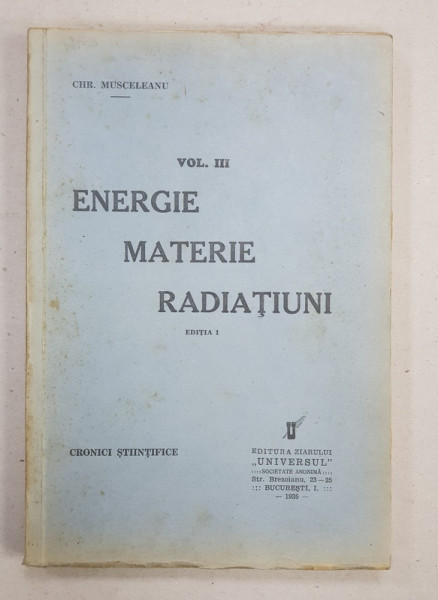 CHR. MUSCELEANU
VOL. III
ENERGIE
MATERIE
RADIAŢIUNI
EDIŢIA I
CRONICI ŞTIINŢIFICE
EDITURA ZIARULUI
„UNIVERSUL"
:::: SOCIETATE ANONIMĂ ::::
Str. Brezoianu, 23–25
::: BUCUREŞTI, I. :::
— 1935 —